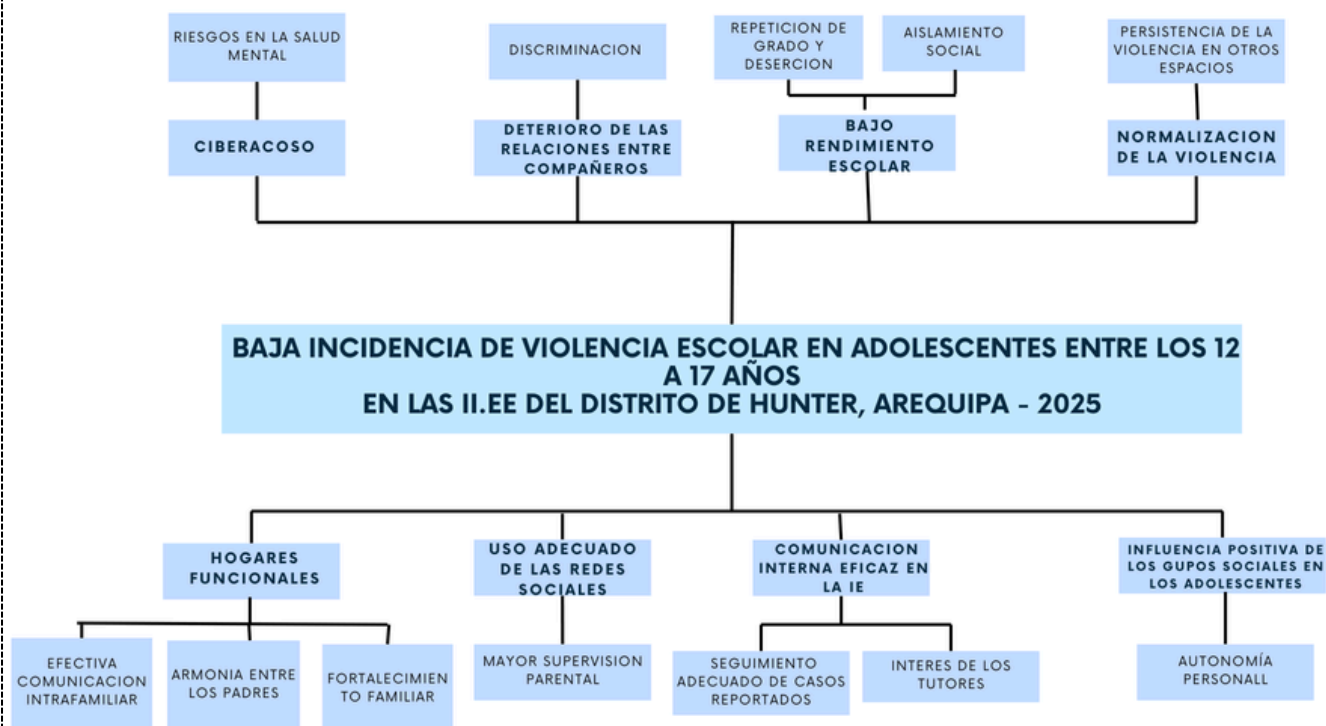 RIESGOS EN LA SALUD
MENTAL
DISCRIMINACION
REPETICION DE
GRADO Y
DESERCION
AISLAMIENTO
SOCIAL
PERSISTENCIA DE LA
VIOLENCIA EN OTROS
ESPACIOS
CIBERACOSO
DETERIORO DE LAS
RELACIONES ENTRE
COMPAÑEROS
BAJO
RENDIMIENTO
ESCOLAR
NORMALIZACION
DE LA VIOLENCIA
BAJA INCIDENCIA DE VIOLENCIA ESCOLAR EN ADOLESCENTES ENTRE LOS 12
A 17 AÑOS
EN LAS II.EE DEL DISTRITO DE HUNTER, AREQUIPA - 2025
HOGARES
FUNCIONALES
USO ADECUADO
DE LAS REDES
SOCIALES
COMUNICACION
INTERNA EFICAZ EN
LA IE
INFLUENCIA POSITIVA DE
LOS GUPOS SOCIALES EN
LOS ADOLESCENTES
EFECTIVA
COMUNICACION
INTRAFAMILIAR
ARMONIA ENTRE
LOS PADRES
FORTALECIMIEN
TO FAMILIAR
MAYOR SUPERVISION
PARENTAL
SEGUIMIENTO
ADECUADO DE CASOS
REPORTADOS
INTERES DE LOS
TUTORES
AUTONOMÍA
PERSONALL